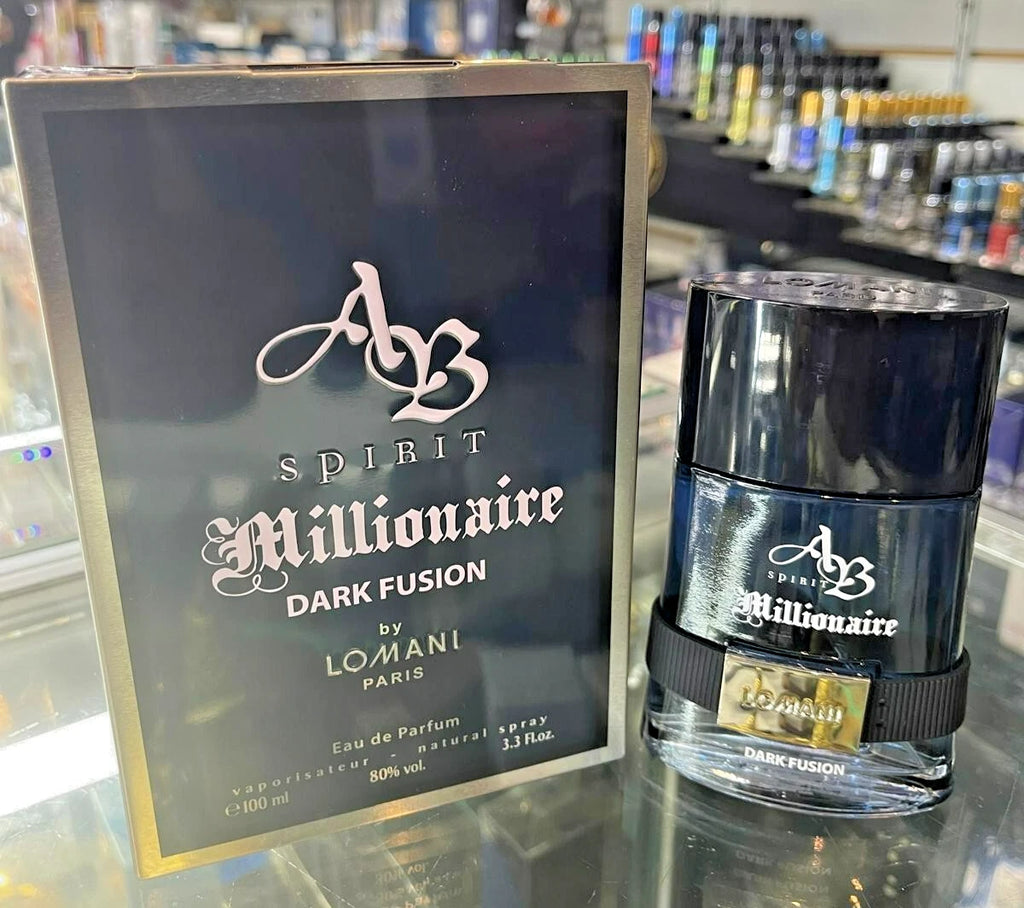 AB
SPIRIT
Millionaire
DARK FUSION
by
LOMANI
PARIS
Eau de Parfum
vaporisateur - natural spray
℮100 ml 80% vol. 3.3 Fl.oz.
LOMANI
PARIS
AB
SPIRIT
Millionaire
LOMANI
DARK FUSION